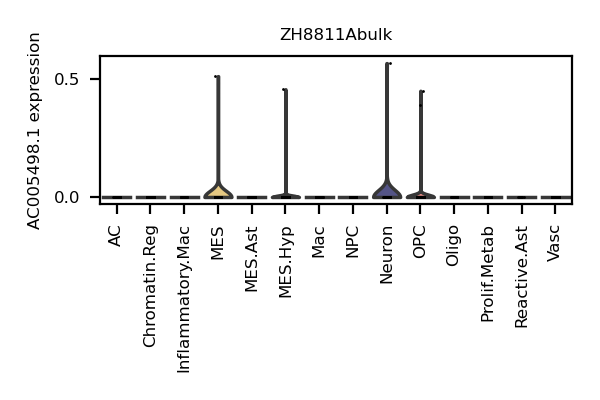 ZH8811Abulk
AC005498.1 expression
0.5
0.0
AC
Chromatin.Reg
Inflammatory.Mac
MES
MES.Ast
MES.Hyp
Mac
NPC
Neuron
OPC
Oligo
Prolif.Metab
Reactive.Ast
Vasc